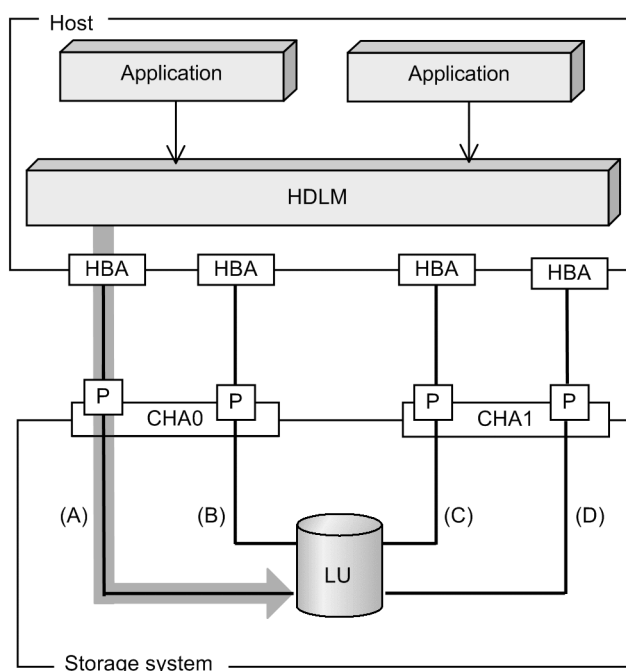 Host
Application
Application
HDLM
HBA
HBA
HBA
HBA
P
P
P
P
CHA0
CHA1
(A)
(B)
(C)
(D)
LU
Storage system